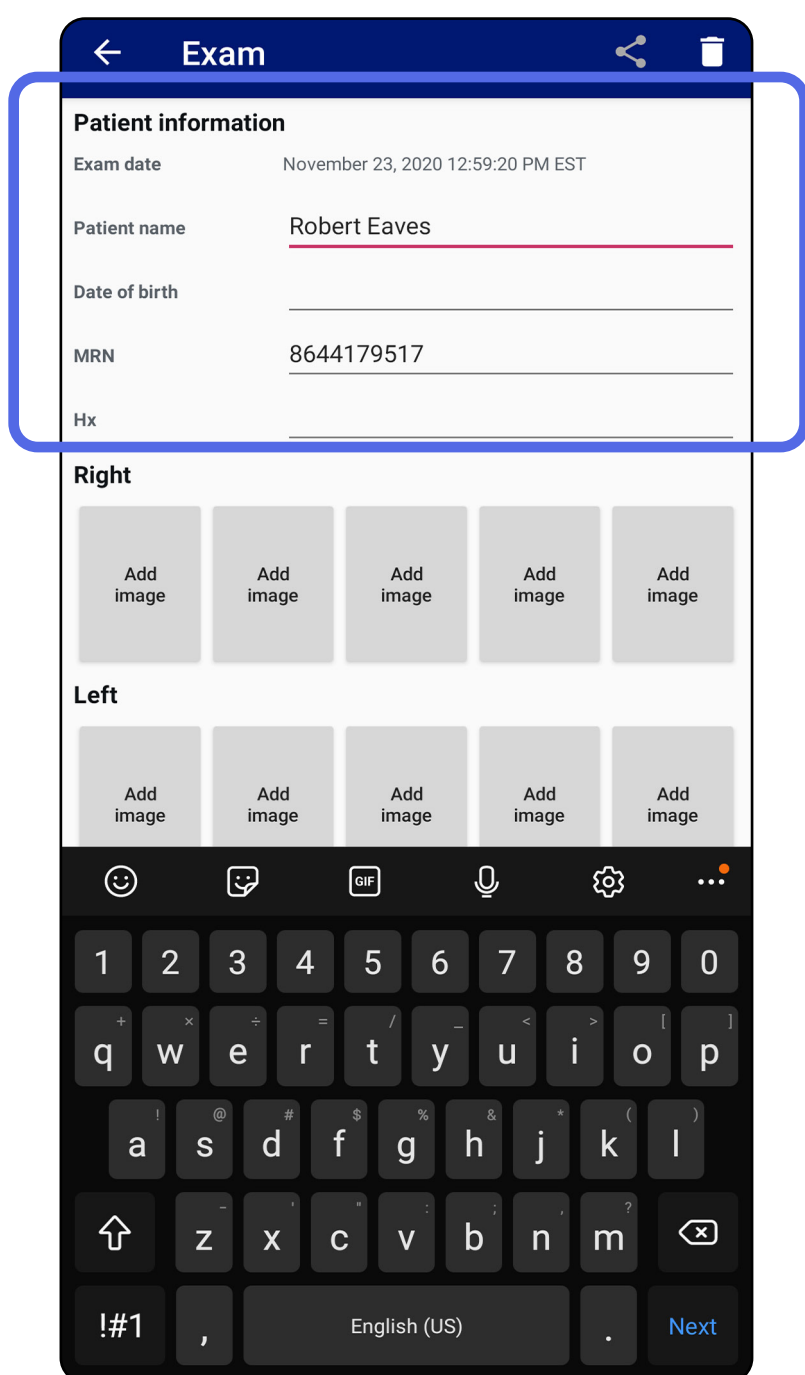 Exam
Patient information
Exam date November 23, 2020 12:59:20 PM EST
Patient name Robert Eaves
Date of birth
MRN 8644179517
Hx
Right
Add image Add image Add image Add image Add image
Left
Add image Add image Add image Add image Add image
GIF
1 2 3 4 5 6 7 8 9 0
+ × ÷ = / _ < > [ ]
q w e r t y u i o p
! @ # $ % & * ( )
a s d f g h j k l
- ' " : ; , ?
z x c v b n m
!#1 , English (US) . Next